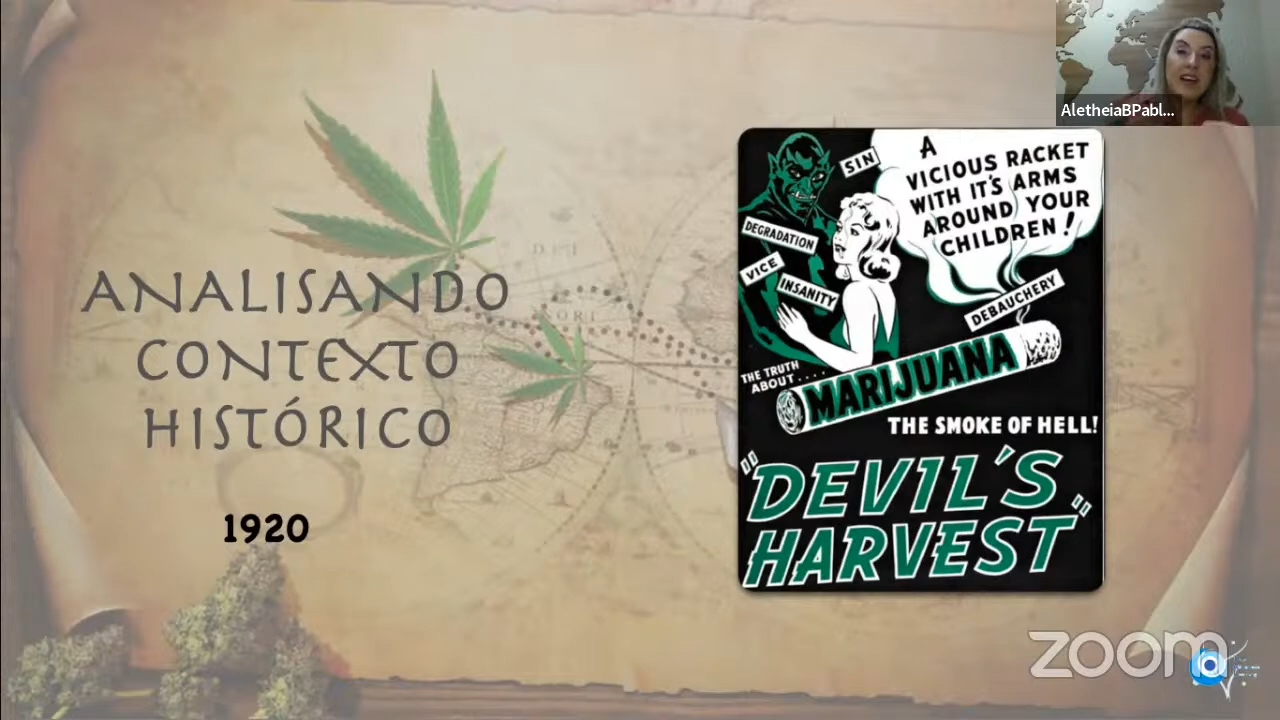 AletheiaBPabl...
ANALISANDO
CONTEXTO
HISTÓRICO
1920
SIN
A
VICIOUS RACKET
WITH IT'S ARMS
AROUND YOUR
CHILDREN!
DEGRADATION
VICE
INSANITY
DEBAUCHERY
THE TRUTH
ABOUT....
MARIJUANA
THE SMOKE OF HELL!
"DEVIL'S
HARVEST"
zoom